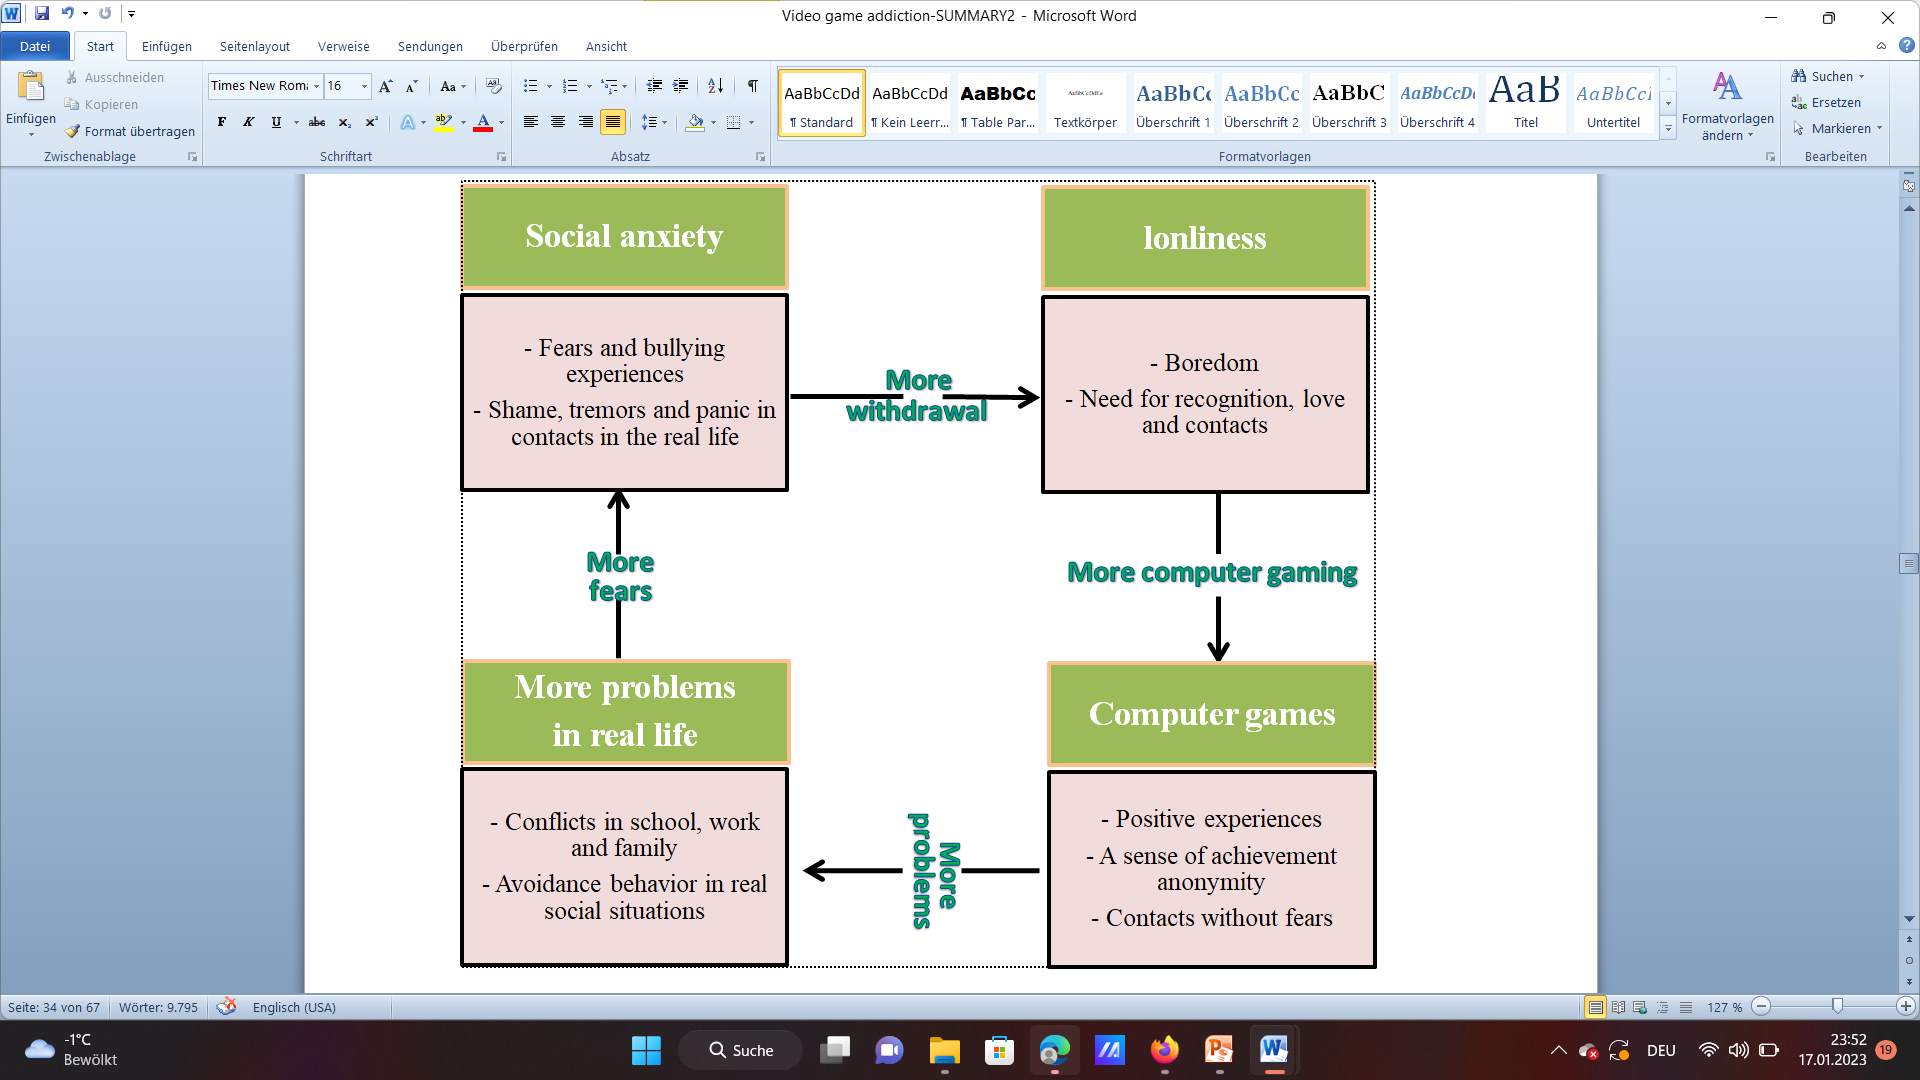 Video game addiction-SUMMARY2 - Microsoft Word
Datei Start Einfügen Seitenlayout Verweise Sendungen Überprüfen Ansicht
Einfügen
Ausschneiden
Kopieren
Format übertragen
Zwischenablage
Times New Roma 16
Schriftart
Absatz
AaBbCcDd AaBbCcDd AaBbCc AaBbCc AaBbCc AaBbC AaBbCcDc AaB AaBbCcI
¶ Standard ¶ Kein Leerr... ¶ Table Par... Textkörper Überschrift 1 Überschrift 2 Überschrift 3 Überschrift 4 Titel Untertitel
Formatvorlagen
Formatvorlagen
ändern
Suchen
Ersetzen
Markieren
Bearbeiten
Social anxiety
- Fears and bullying
experiences
- Shame, tremors and panic in
contacts in the real life
More
withdrawal
lonliness
- Boredom
- Need for recognition, love
and contacts
More
fears
More computer gaming
More problems
in real life
- Conflicts in school, work
and family
- Avoidance behavior in real
social situations
More
problems
Computer games
- Positive experiences
- A sense of achievement
anonymity
- Contacts without fears
Seite: 34 von 67 Wörter: 9.795 Englisch (USA) 127 %
-1°C
Bewölkt
Suche
DEU
23:52
17.01.2023
19